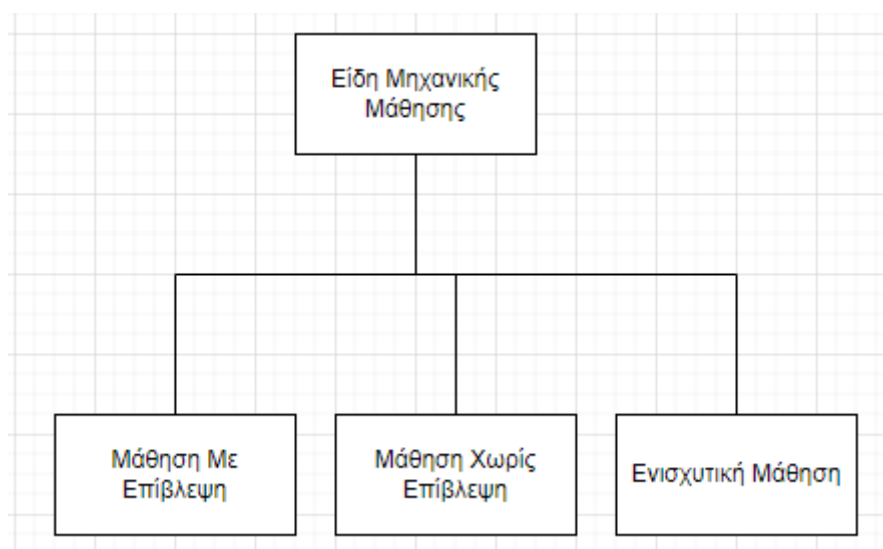 Είδη Μηχανικής
Μάθησης
Μάθηση Με
Επίβλεψη
Μάθηση Χωρίς
Επίβλεψη
Ενισχυτική Μάθηση